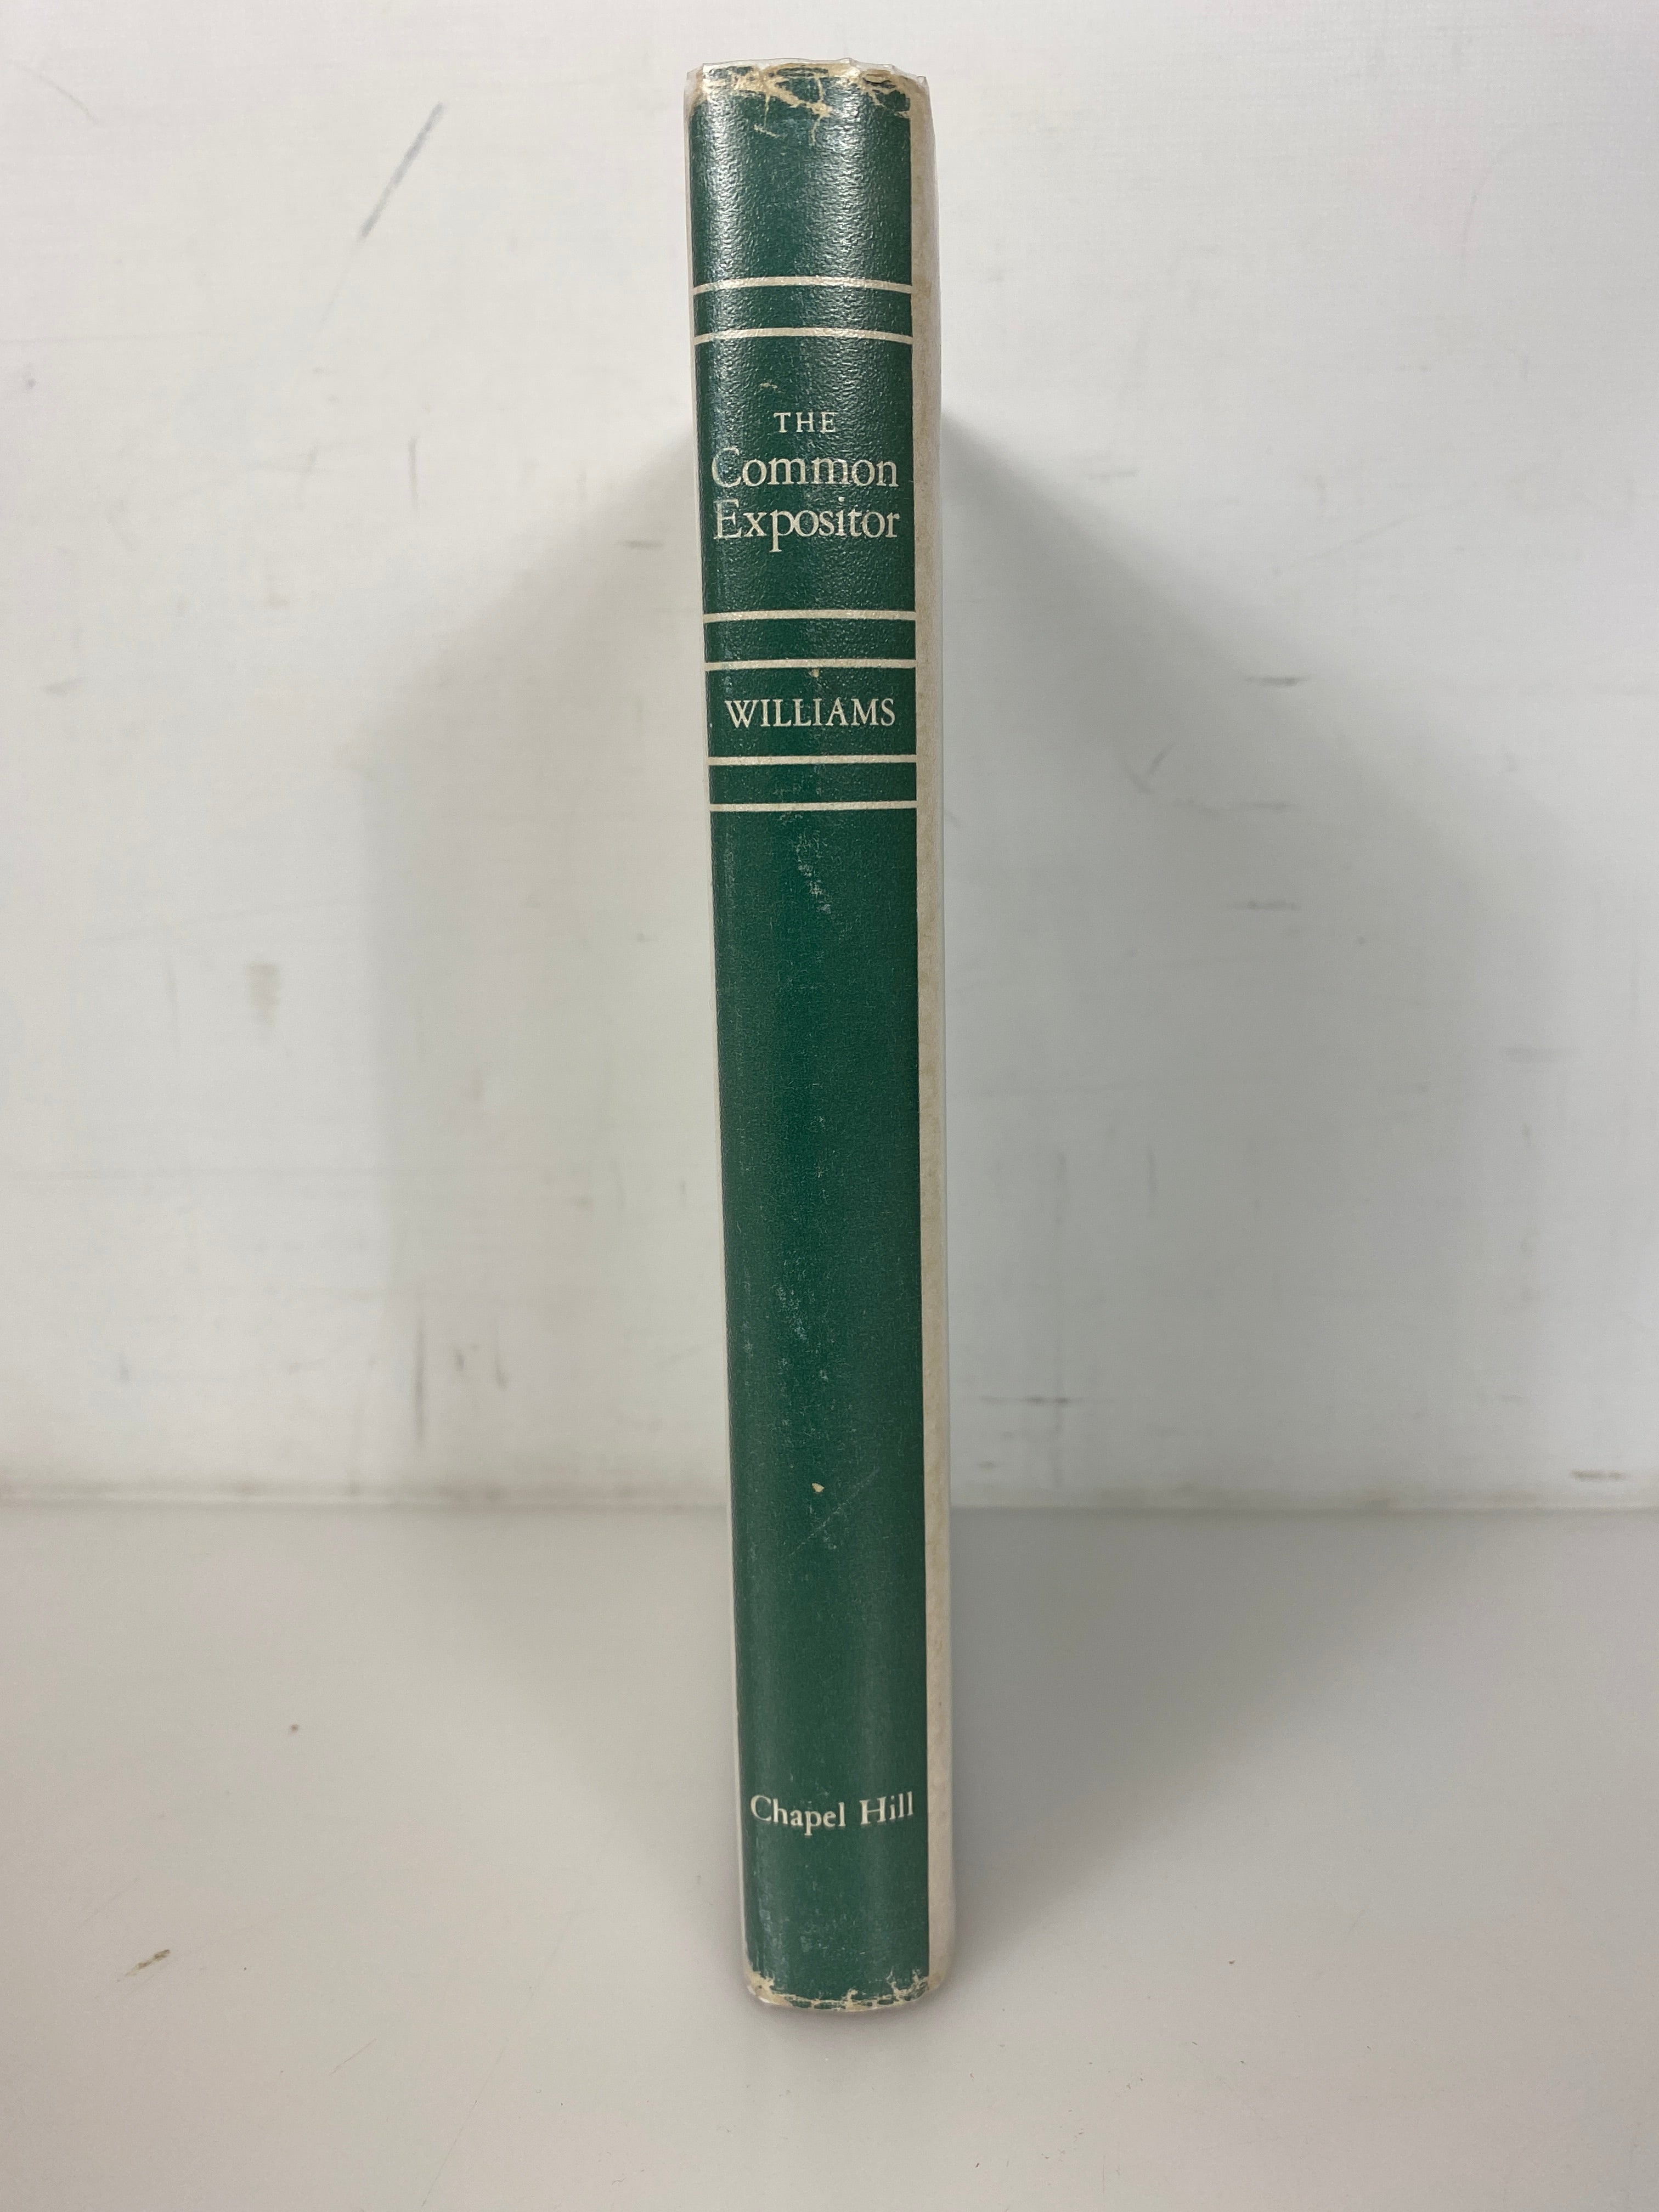 THE
Common
Expositor
WILLIAMS
Chapel Hill